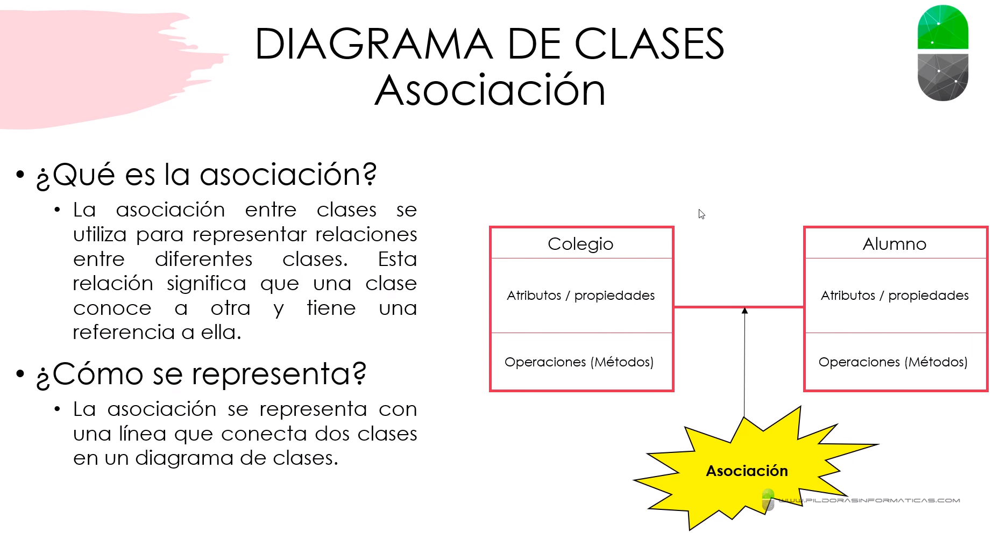 DIAGRAMA DE CLASES
Asociación
• ¿Qué es la asociación?
• La asociación entre clases se
utiliza para representar relaciones
entre diferentes clases. Esta
relación significa que una clase
conoce a otra y tiene una
referencia a ella.
• ¿Cómo se representa?
• La asociación se representa con
una línea que conecta dos clases
en un diagrama de clases.
Colegio
Atributos / propiedades
Operaciones (Métodos)
Alumno
Atributos / propiedades
Operaciones (Métodos)
Asociación
WWW.PILDORASINFORMATICAS.COM